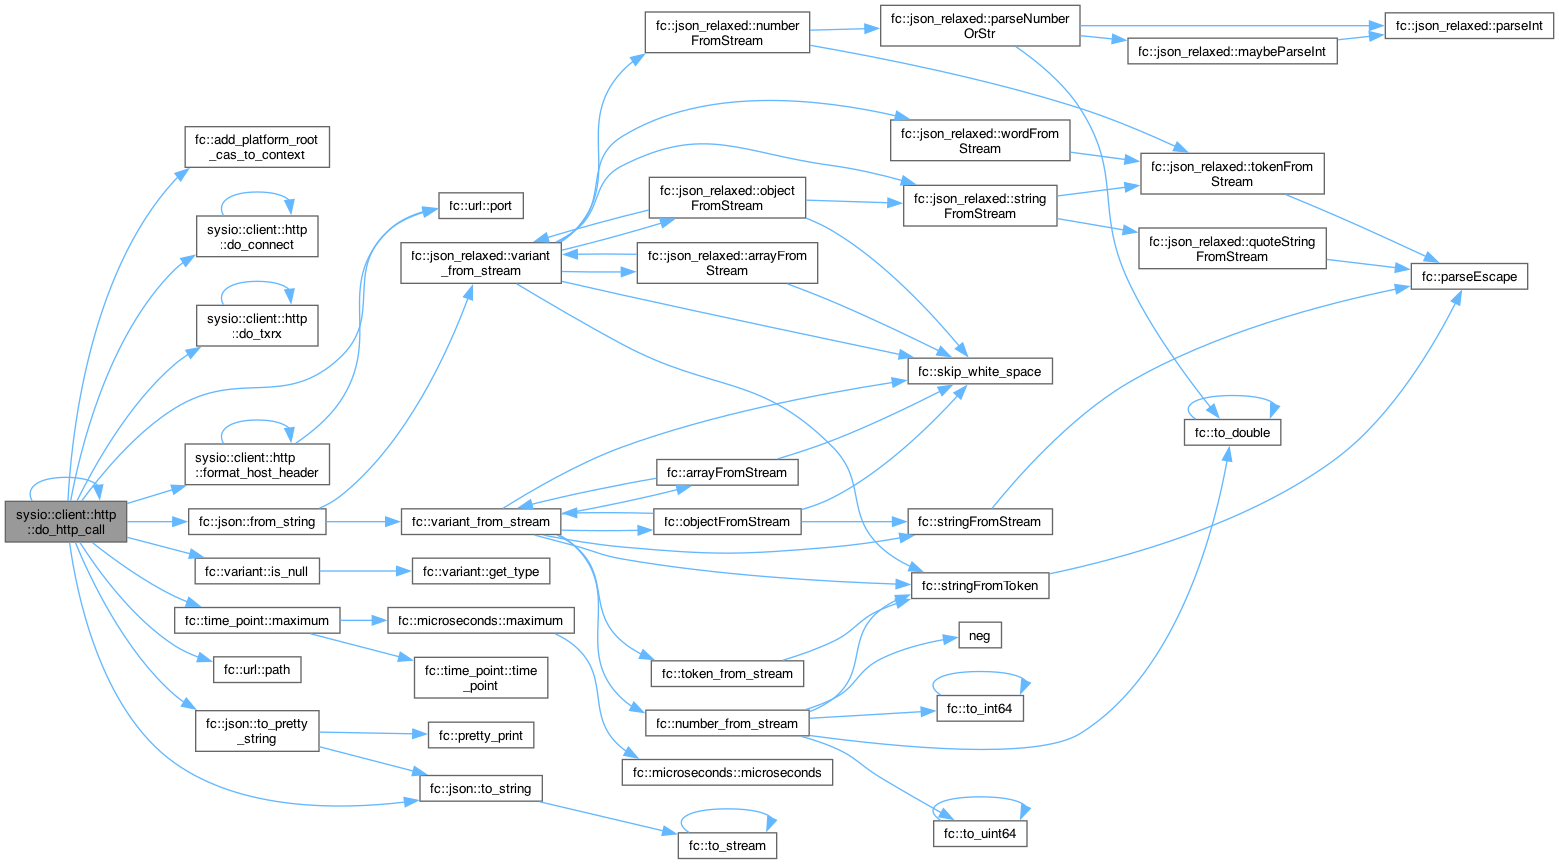 sysio::client::http
::do_http_call
fc::add_platform_root
_cas_to_context
sysio::client::http
::do_connect
sysio::client::http
::do_txrx
fc::url::port
sysio::client::http
::format_host_header
fc::json::from_string
fc::variant::is_null
fc::time_point::maximum
fc::url::path
fc::json::to_pretty
_string
fc::json_relaxed::variant
_from_stream
fc::variant_from_stream
fc::variant::get_type
fc::microseconds::maximum
fc::time_point::time
_point
fc::pretty_print
fc::json::to_string
fc::json_relaxed::number
FromStream
fc::json_relaxed::object
FromStream
fc::json_relaxed::arrayFrom
Stream
fc::arrayFromStream
fc::objectFromStream
fc::token_from_stream
fc::number_from_stream
fc::microseconds::microseconds
fc::to_stream
fc::json_relaxed::parseNumber
OrStr
fc::json_relaxed::wordFrom
Stream
fc::json_relaxed::string
FromStream
fc::skip_white_space
fc::stringFromStream
fc::stringFromToken
neg
fc::to_int64
fc::to_uint64
fc::json_relaxed::maybeParseInt
fc::json_relaxed::tokenFrom
Stream
fc::json_relaxed::quoteString
FromStream
fc::to_double
fc::json_relaxed::parseInt
fc::parseEscape